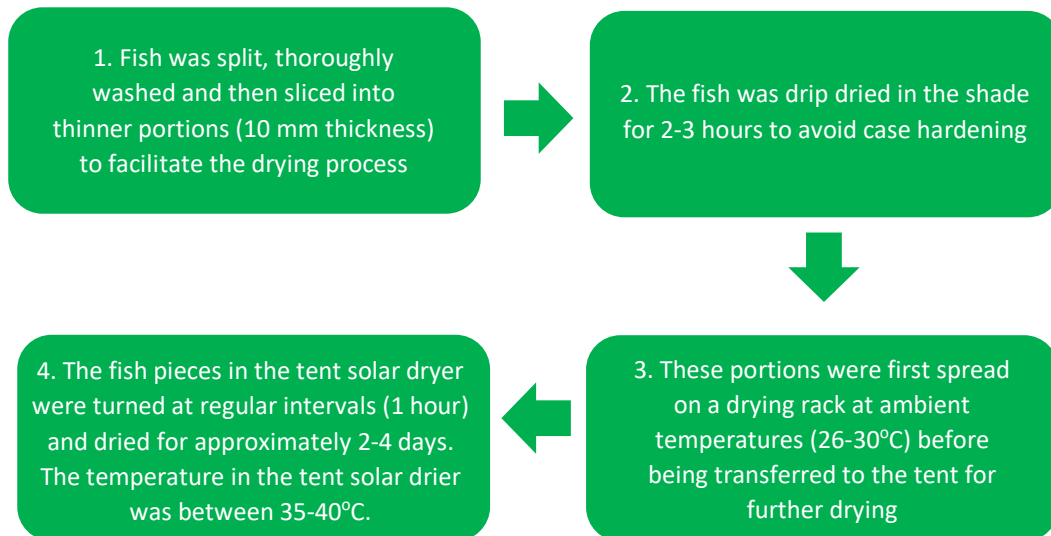 1. Fish was split, thoroughly
washed and then sliced into
thinner portions (10 mm thickness)
to facilitate the drying process
2. The fish was drip dried in the shade
for 2-3 hours to avoid case hardening
3. These portions were first spread
on a drying rack at ambient
temperatures (26-30°C) before
being transferred to the tent for
further drying
4. The fish pieces in the tent solar dryer
were turned at regular intervals (1 hour)
and dried for approximately 2-4 days.
The temperature in the tent solar drier
was between 35-40°C.